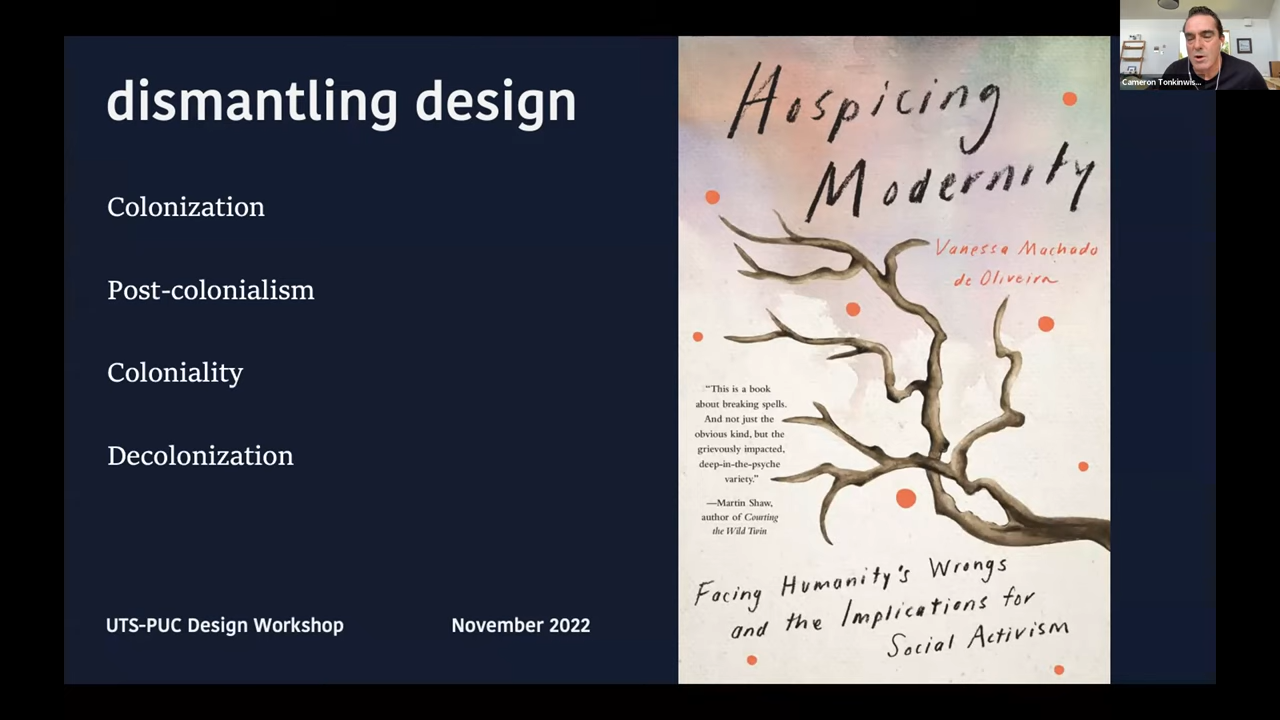 dismantling design
Colonization
Post-colonialism
Coloniality
Decolonization
UTS-PUC Design Workshop
November 2022
Hospicing
Modernity
Vanessa Machado
de Oliveira
“This is a book
about breaking spells.
And not just the
obvious kind, but the
grievously impacted,
deep-in-the-psyche
variety.”
—Martin Shaw,
author of Courting
the Wild Twin
Facing Humanity's Wrongs
and the Implications for
Social Activism
Cameron Tonkinwis...